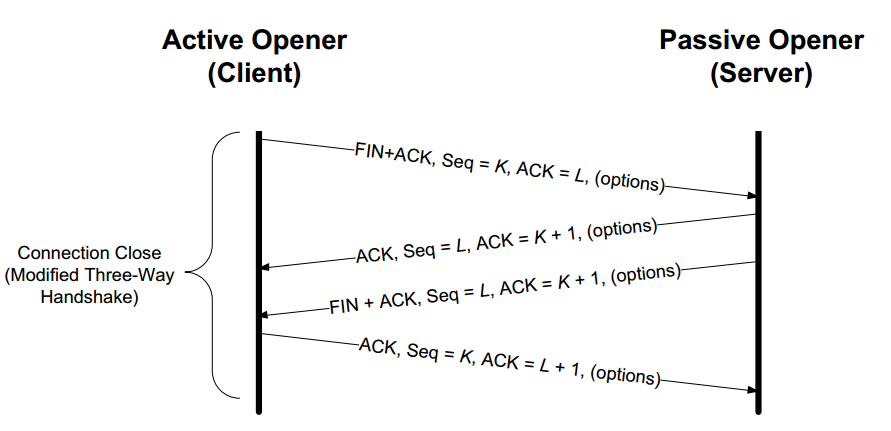 Active Opener
(Client)
Passive Opener
(Server)
FIN+ACK, Seq = K, ACK = L, (options)
ACK, Seq = L, ACK = K + 1, (options)
Connection Close
(Modified Three-Way
Handshake)
FIN + ACK, Seq = L, ACK = K + 1, (options)
ACK, Seq = K, ACK = L + 1, (options)